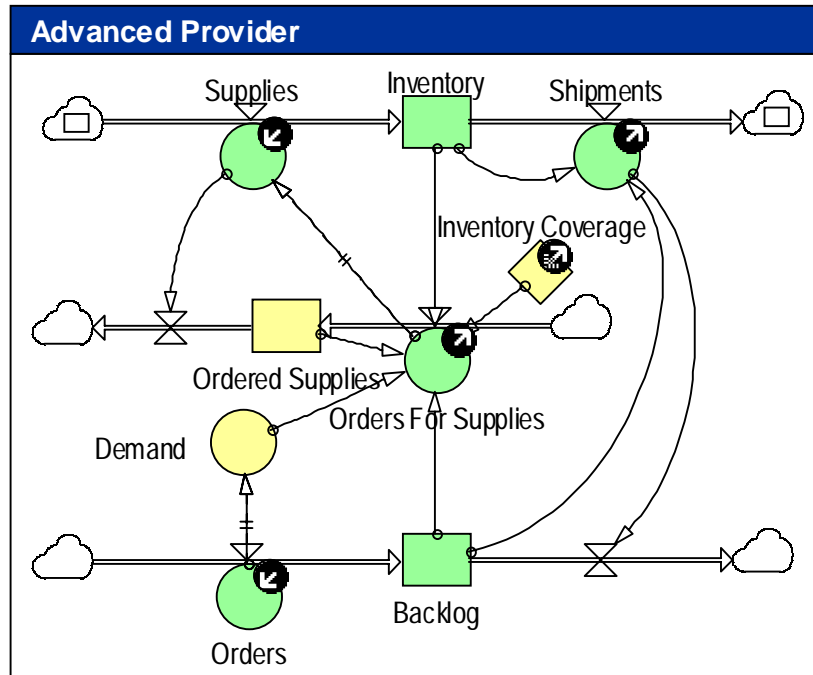 Advanced Provider
Supplies
Inventory
Shipments
Inventory Coverage
Ordered Supplies
Orders For Supplies
Demand
Backlog
Orders